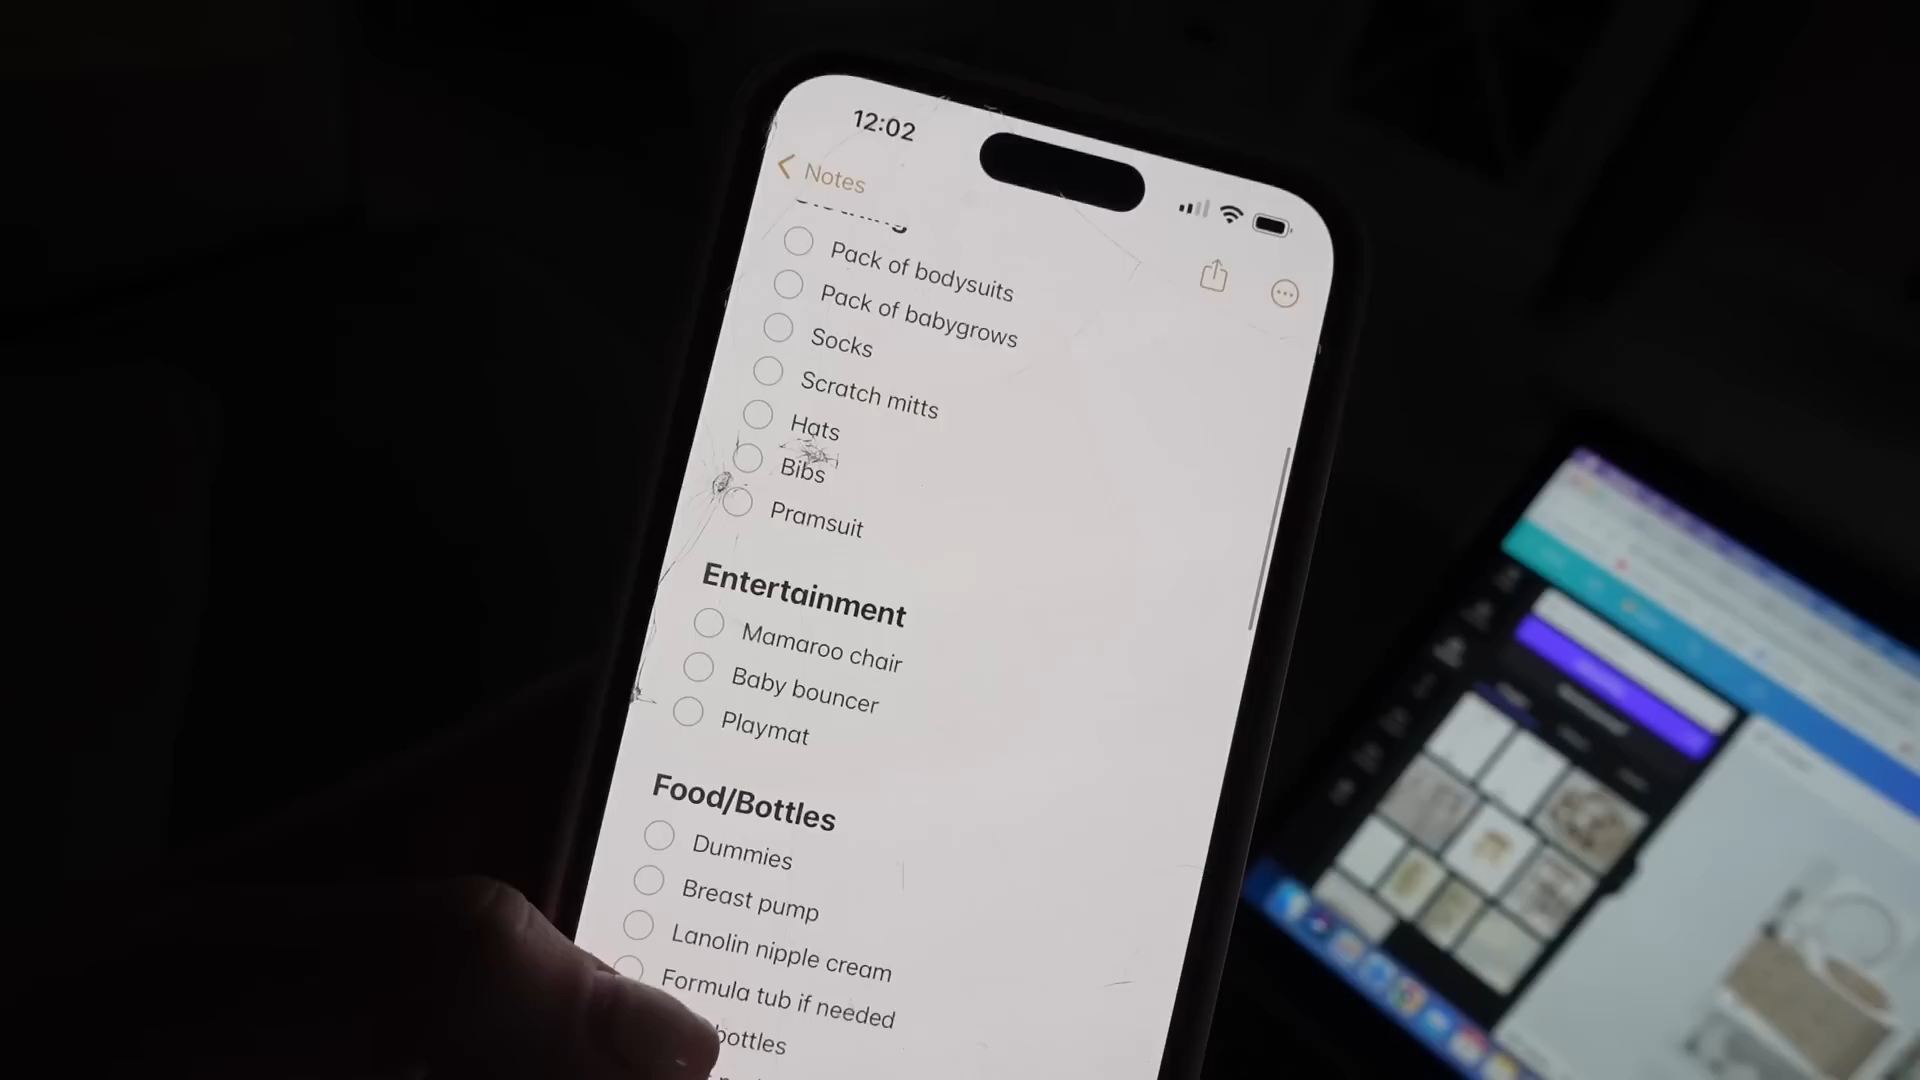 12:02
Notes
Pack of bodysuits
Pack of babygrows
Socks
Scratch mitts
Hats
Bibs
Pramsuit
Entertainment
Mamaroo chair
Baby bouncer
Playmat
Food/Bottles
Dummies
Breast pump
Lanolin nipple cream
Formula tub if needed
bottles